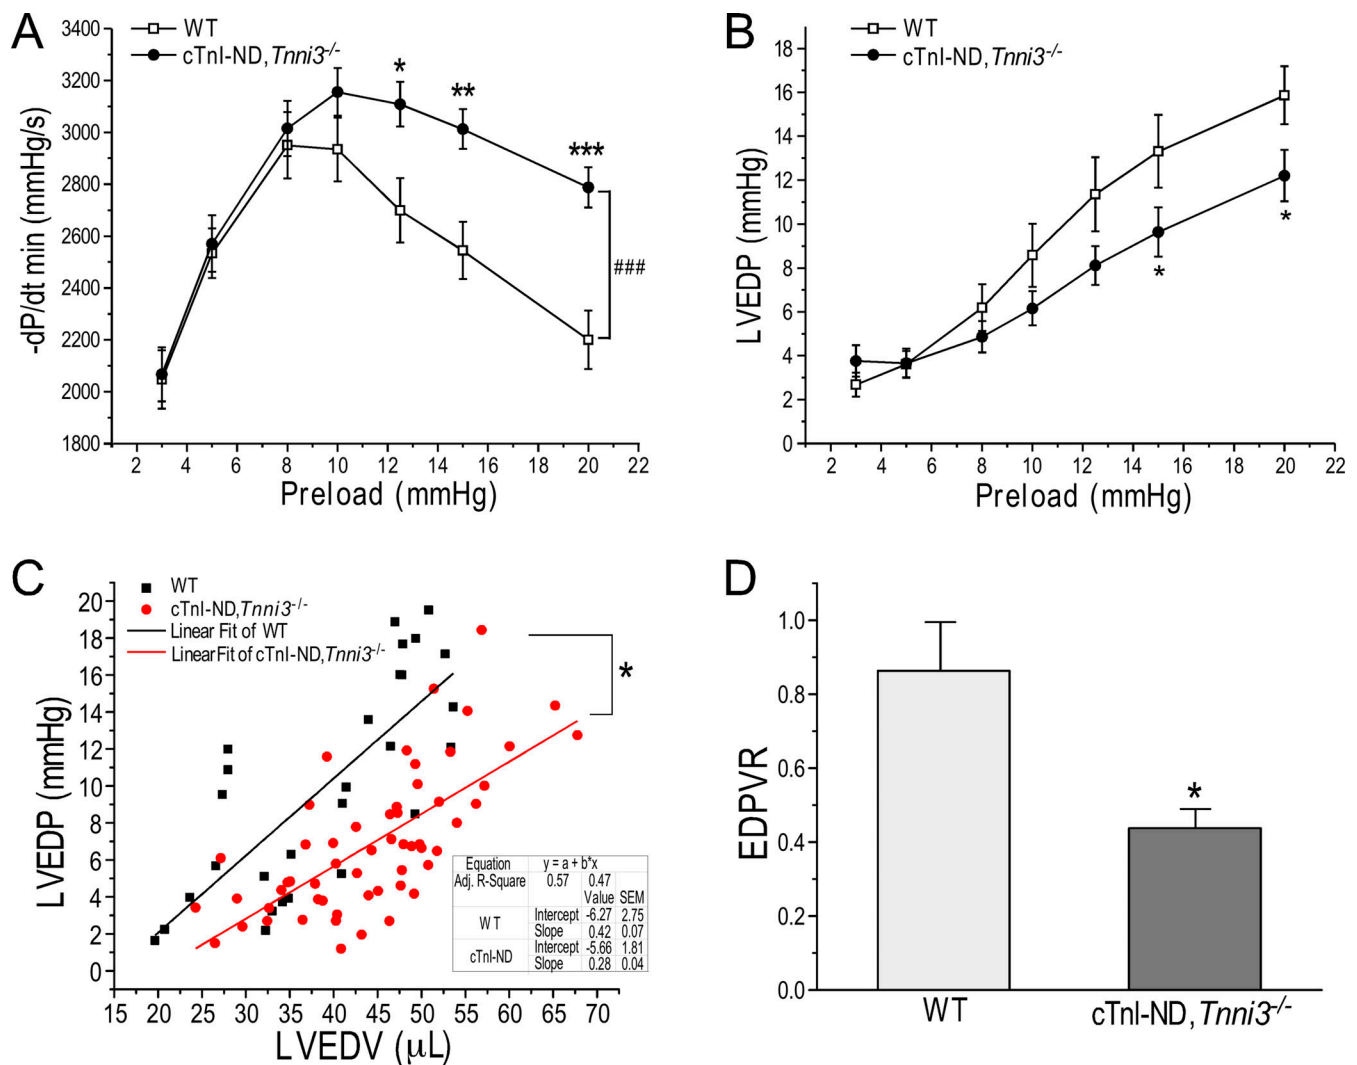 A
WT
cTnI-ND,Tnni3-/-
3400
3200
3000
2800
2600
2400
2200
2000
1800
-dP/dt min (mmHg/s)
*
**
***
###
2 4 6 8 10 12 14 16 18 20 22
Preload (mmHg)
B
WT
cTnI-ND,Tnni3-/-
18
16
14
12
10
8
6
4
2
0
LVEDP (mmHg)
*
*
2 4 6 8 10 12 14 16 18 20 22
Preload (mmHg)
C
WT
cTnI-ND,Tnni3-/-
Linear Fit of WT
Linear Fit of cTnI-ND,Tnni3-/-
20
18
16
14
12
10
8
6
4
2
0
LVEDP (mmHg)
*
Equation y = a + b*x
Adj. R-Square 0.57 0.47
Value SEM
WT Intercept -6.27 2.75
Slope 0.42 0.07
cTnI-ND Intercept -5.66 1.81
Slope 0.28 0.04
15 20 25 30 35 40 45 50 55 60 65 70
LVEDV (μL)
D
1.0
0.8
0.6
0.4
0.2
0.0
EDPVR
*
WT cTnI-ND,Tnni3-/-